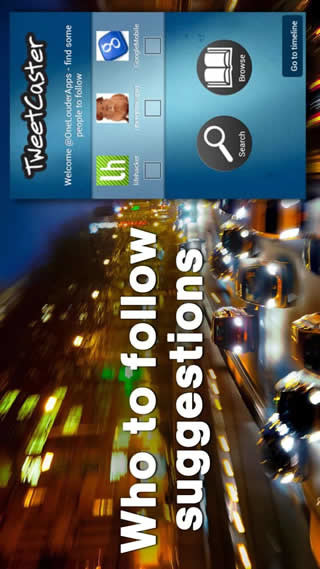 TweetCaster
Welcome @OneLouderApps - find some
people to follow
lifehacker
GoogleMobile
Search
Browse
Go to timeline
Who to follow
suggestions